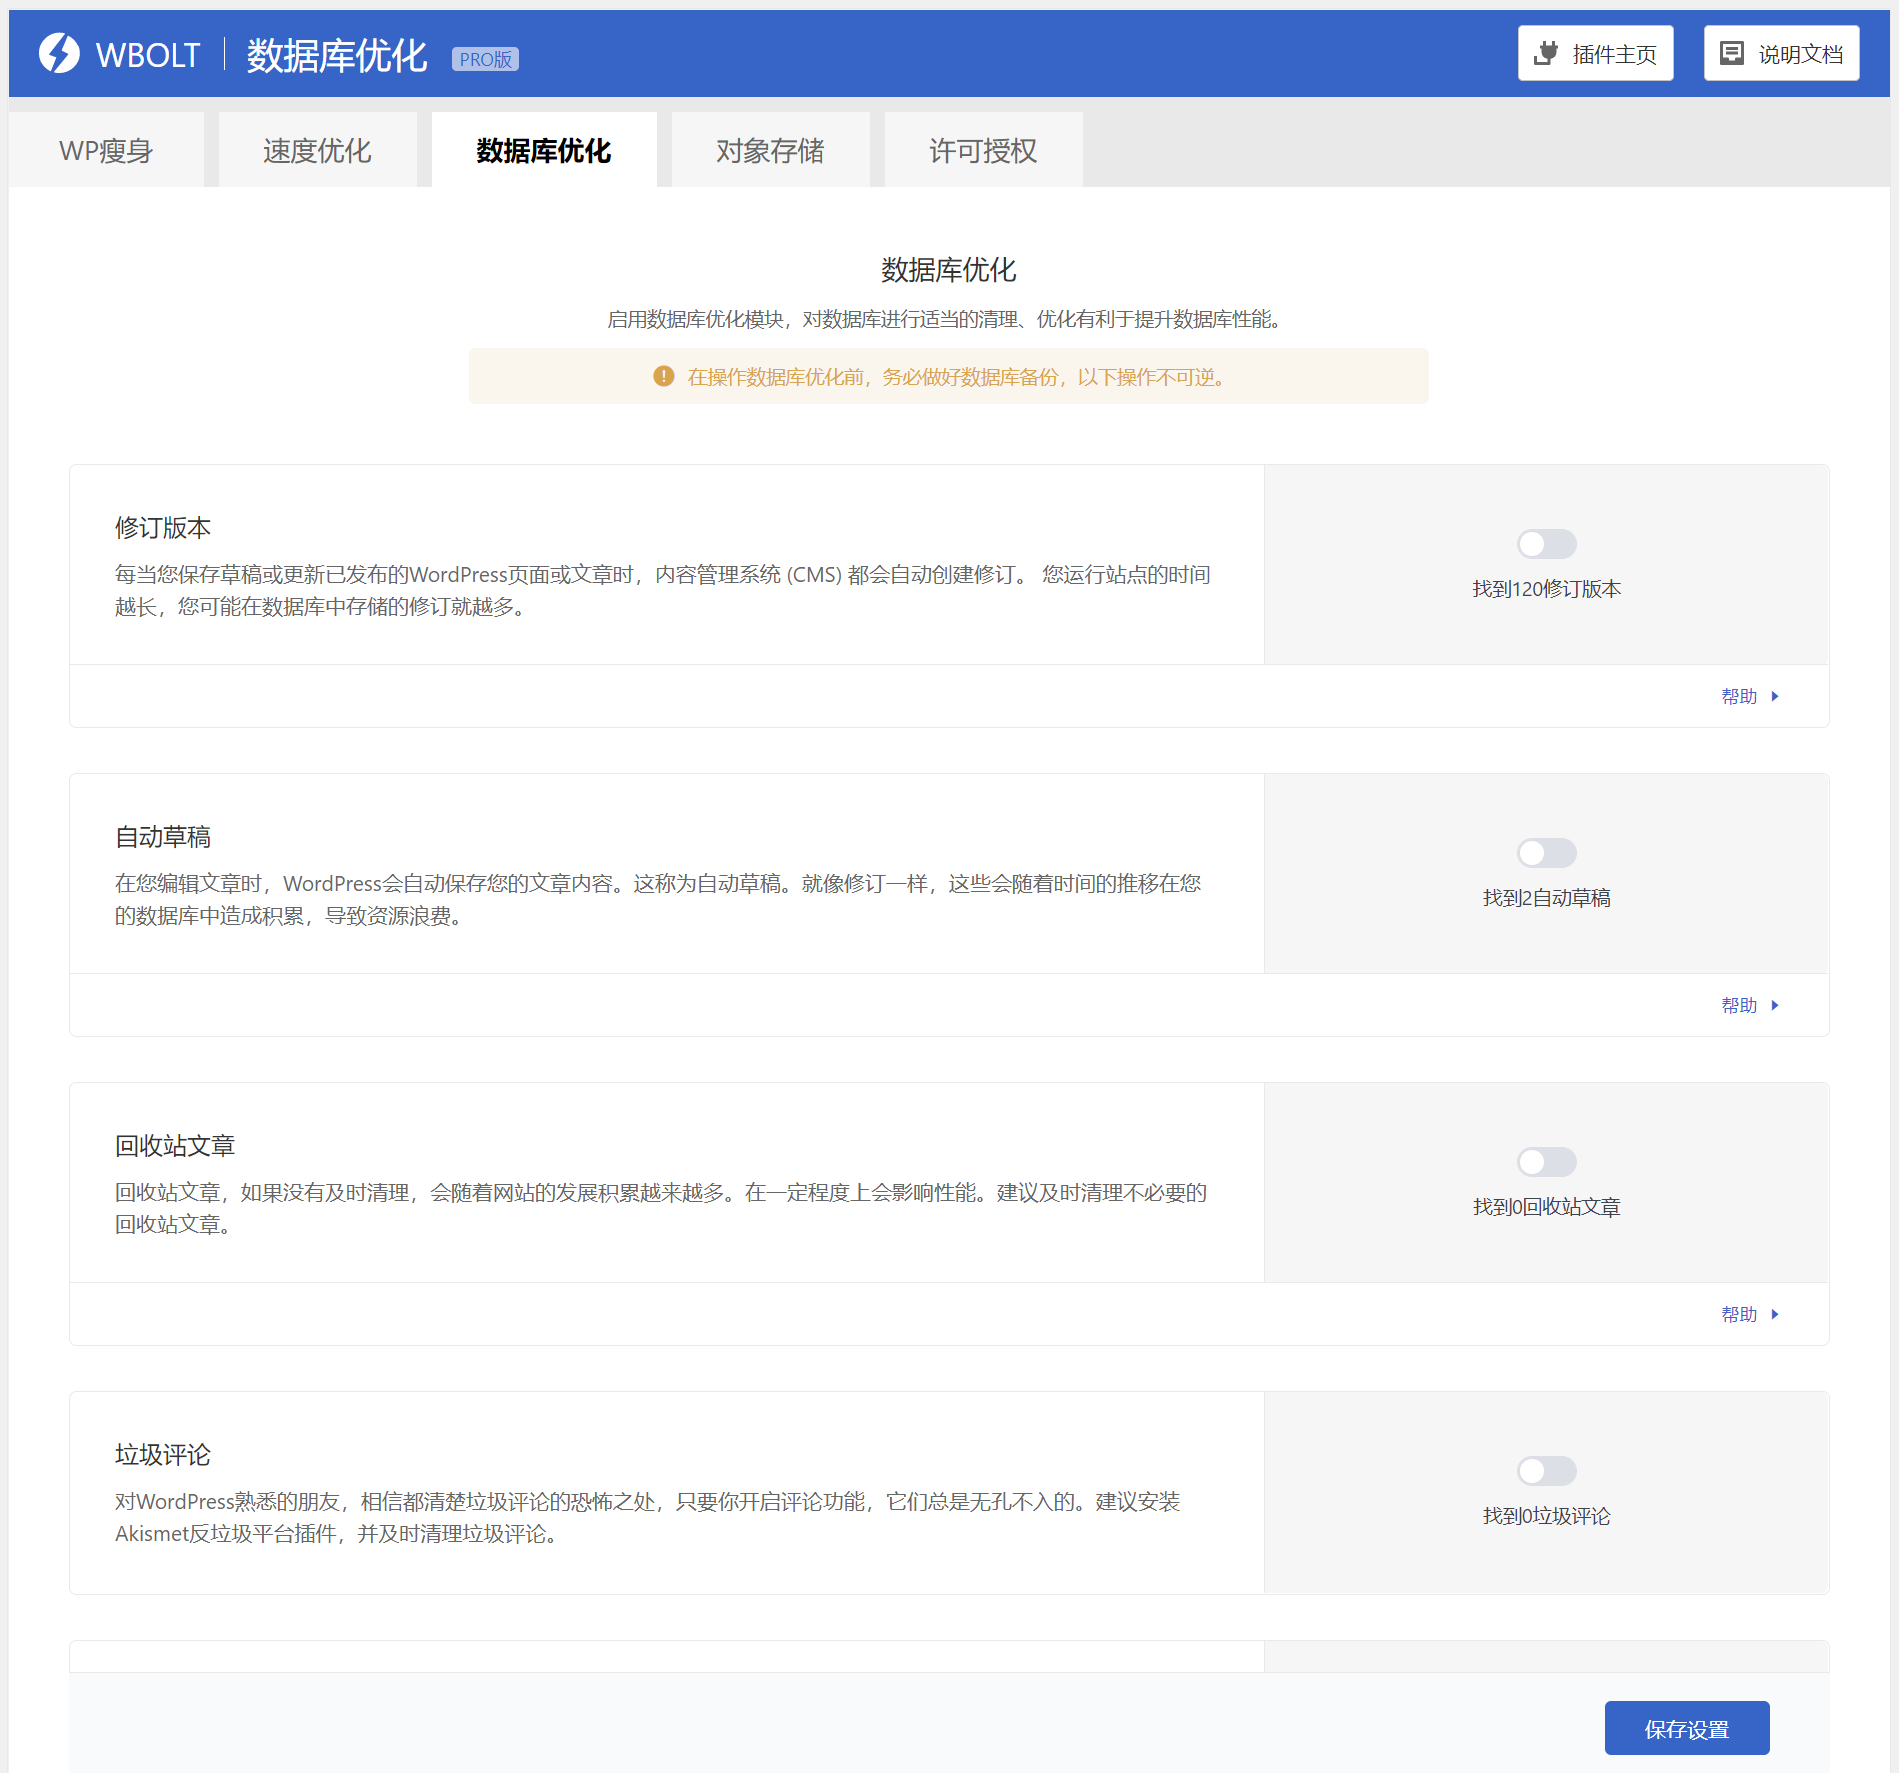 WBOLT 数据库优化 PRO版 插件主页 说明文档
WP瘦身 速度优化 数据库优化 对象存储 许可授权
数据库优化
启用数据库优化模块，对数据库进行适当的清理、优化有利于提升数据库性能。
在操作数据库优化前，务必做好数据库备份，以下操作不可逆。
修订版本
每当您保存草稿或更新已发布的WordPress页面或文章时，内容管理系统 (CMS) 都会自动创建修订。 您运行站点的时间
越长，您可能在数据库中存储的修订就越多。
找到120修订版本
帮助
自动草稿
在您编辑文章时，WordPress会自动保存您的文章内容。这称为自动草稿。就像修订一样，这些会随着时间的推移在您
的数据库中造成积累，导致资源浪费。
找到2自动草稿
帮助
回收站文章
回收站文章，如果没有及时清理，会随着网站的发展积累越来越多。在一定程度上会影响性能。建议及时清理不必要的
回收站文章。
找到0回收站文章
帮助
垃圾评论
对WordPress熟悉的朋友，相信都清楚垃圾评论的恐怖之处，只要你开启评论功能，它们总是无孔不入的。建议安装
Akismet反垃圾平台插件，并及时清理垃圾评论。
找到0垃圾评论
保存设置